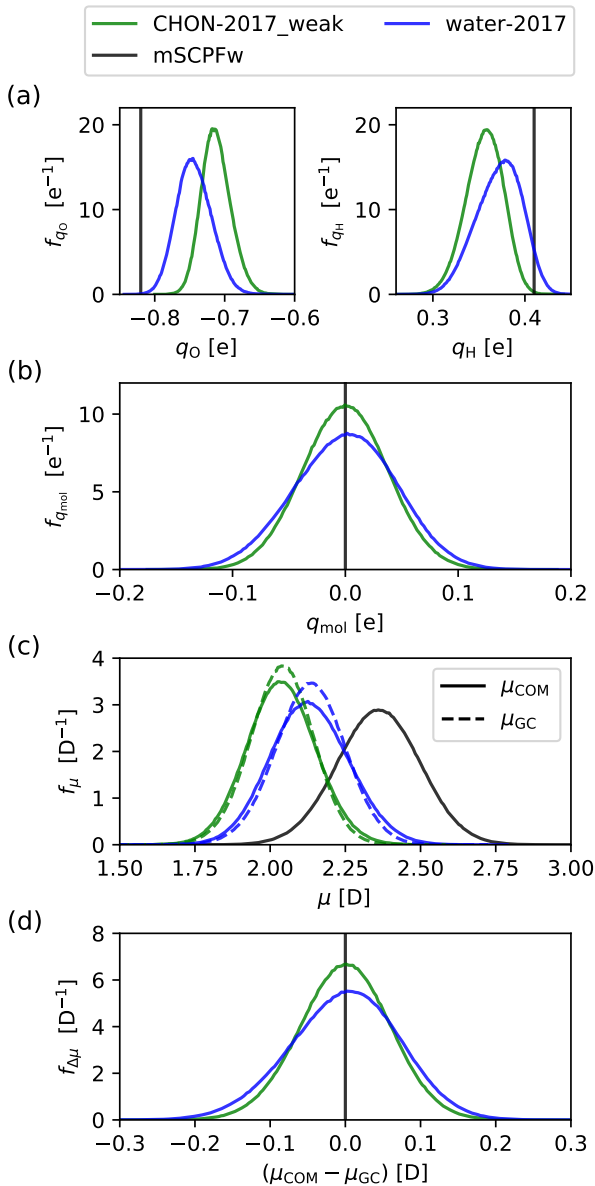 CHON-2017_weak water-2017
mSCPFw
(a)
20 20
10 10
0 0
f_{q_O} [e⁻¹] f_{q_H} [e⁻¹]
−0.8 −0.7 −0.6 0.3 0.4
q_O [e] q_H [e]
(b)
10
5
0
f_{q_mol} [e⁻¹]
−0.2 −0.1 0.0 0.1 0.2
q_mol [e]
(c)
4
3
2
1
0
f_μ [D⁻¹]
μ_COM
μ_GC
1.50 1.75 2.00 2.25 2.50 2.75 3.00
μ [D]
(d)
8
6
4
2
0
f_{Δμ} [D⁻¹]
−0.3 −0.2 −0.1 0.0 0.1 0.2 0.3
(μ_COM − μ_GC) [D]